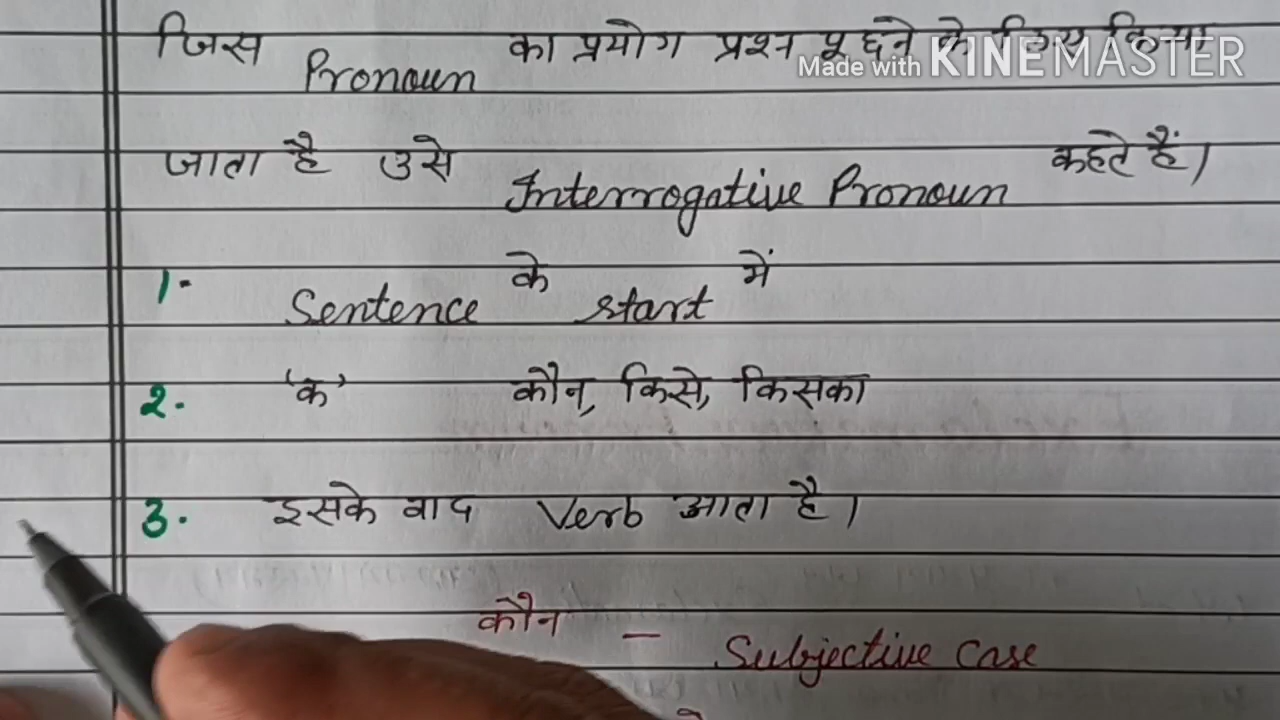 जिस Pronoun का प्रयोग प्रश्न पूछने के लिए किया
Made with KINEMASTER
जाता है उसे Interrogative Pronoun कहते हैं।
1. Sentence के start में
2. 'क' कौन, किसे, किसका
3. इसके बाद Verb आता है।
कौन – Subjective Case